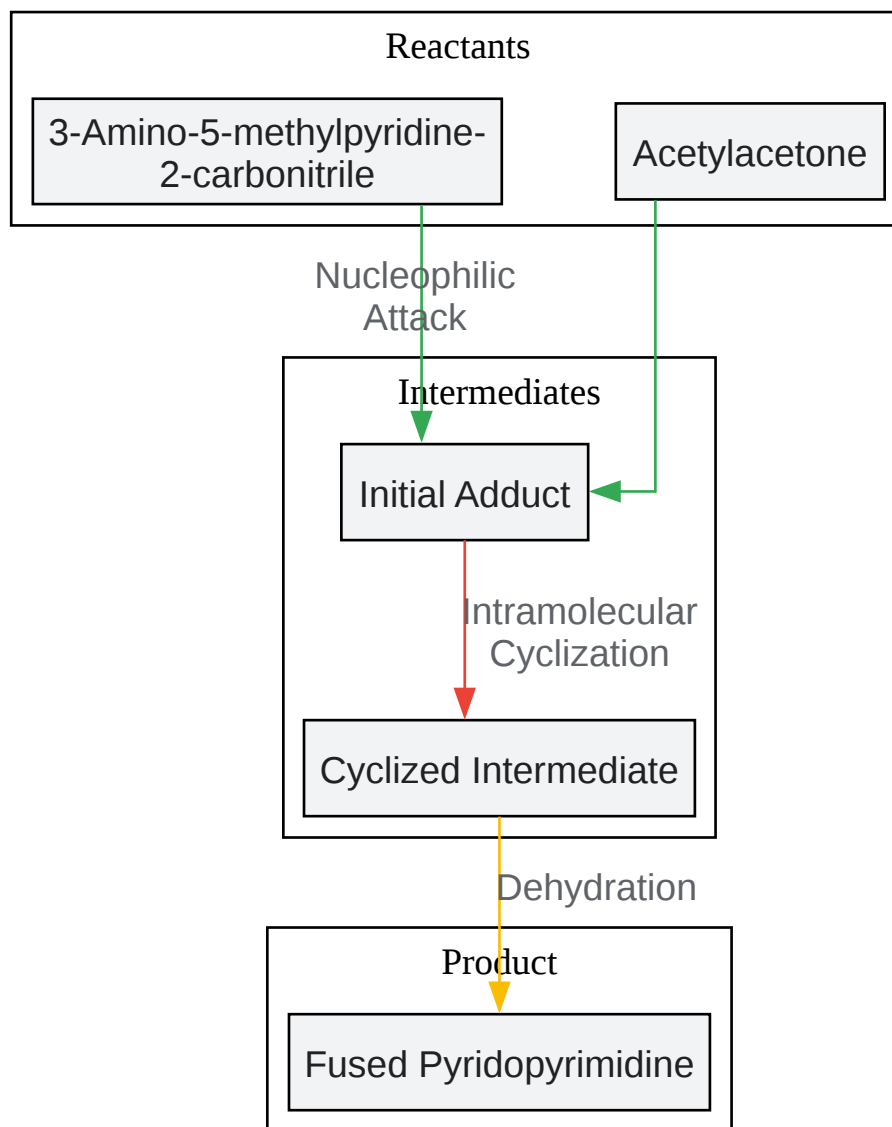 Reactants
3-Amino-5-methylpyridine-
2-carbonitrile
Acetylacetone
Nucleophilic
Attack
Intermediates
Initial Adduct
Intramolecular
Cyclization
Cyclized Intermediate
Dehydration
Product
Fused Pyridopyrimidine